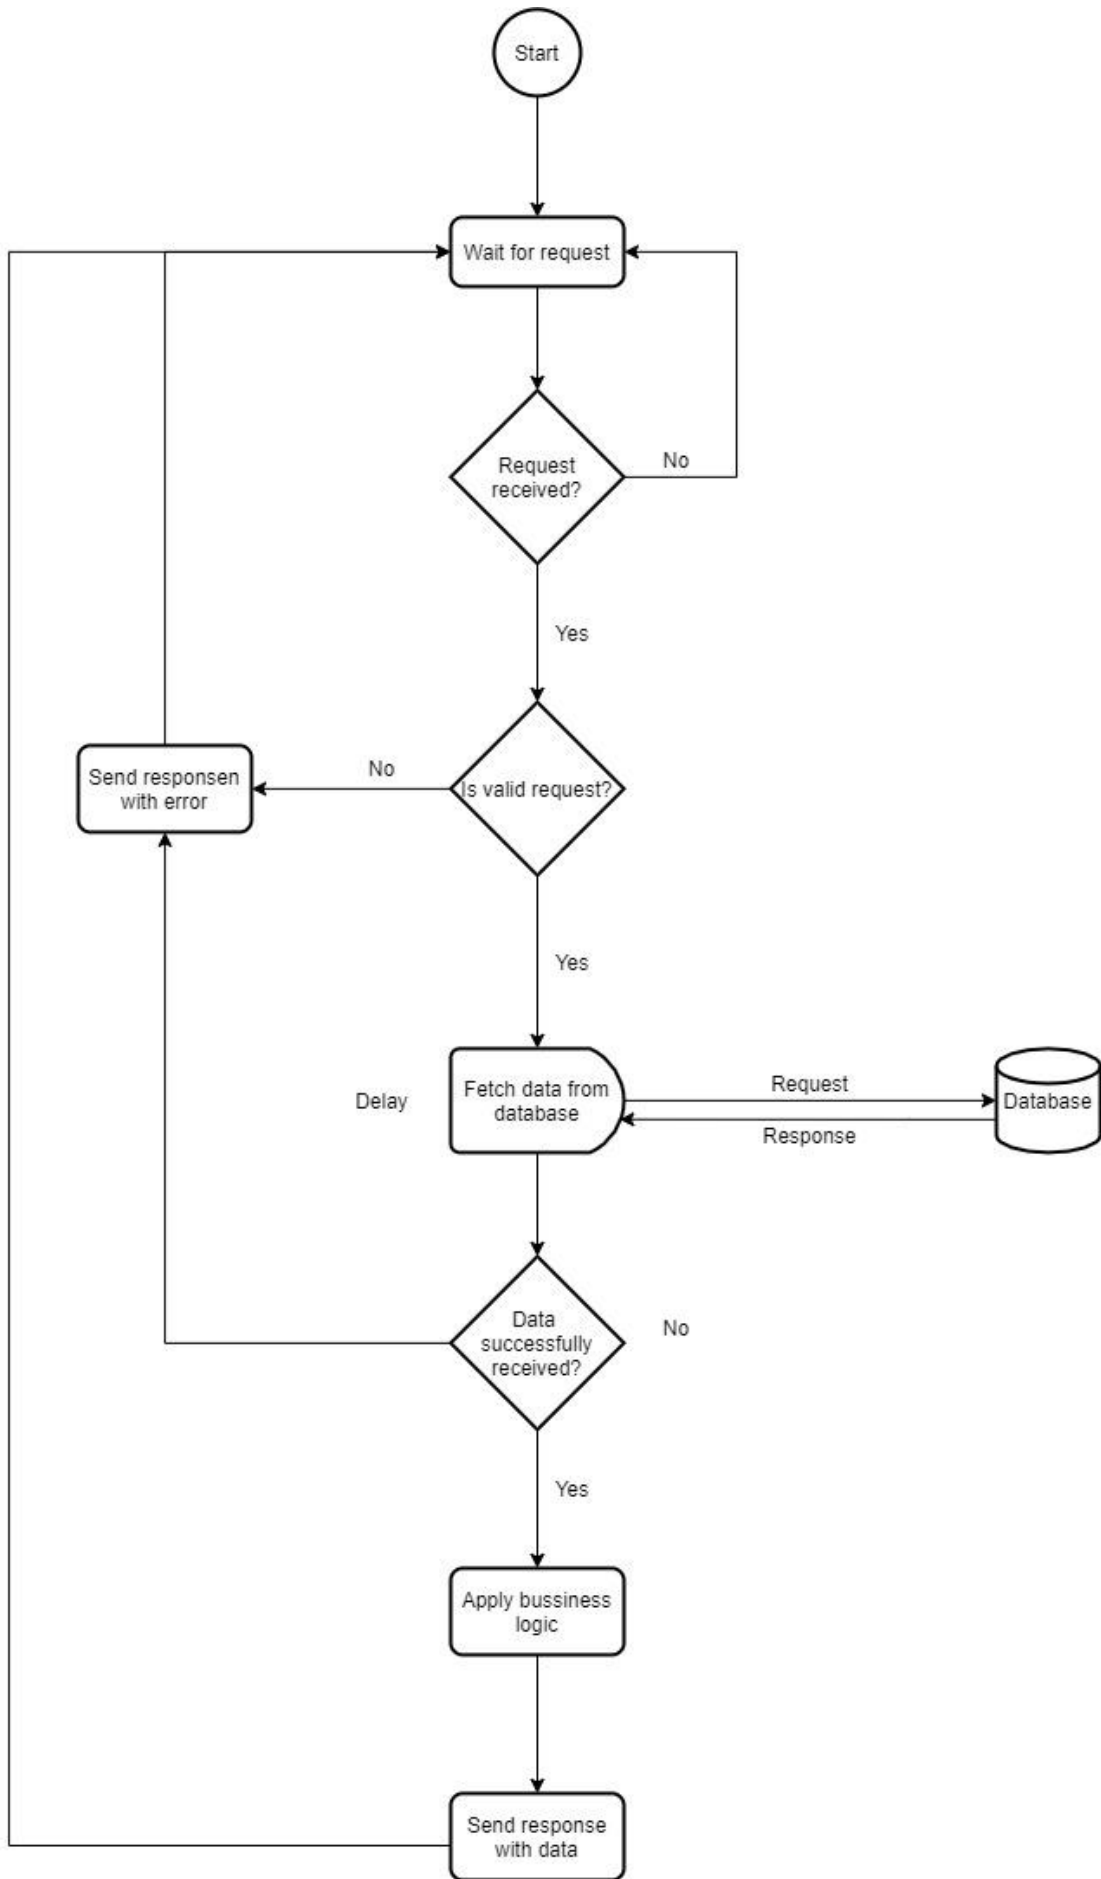 Start
Wait for request
Request
received?
No
Yes
Send responsen
with error
No
Is valid request?
Yes
Delay
Fetch data from
database
Request
Response
Database
Data
successfully
received?
No
Yes
Apply bussiness
logic
Send response
with data